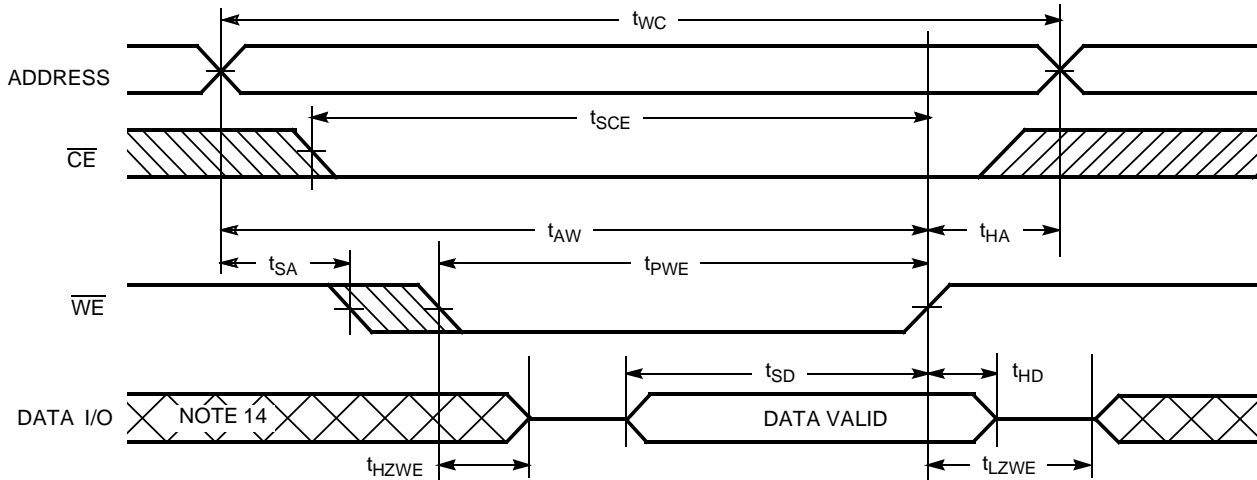 tWC
ADDRESS
tSCE
CE
tAW
tHA
tSA
tPWE
WE
tSD
tHD
DATA I/O
NOTE 14
DATA VALID
tHZWE
tLZWE